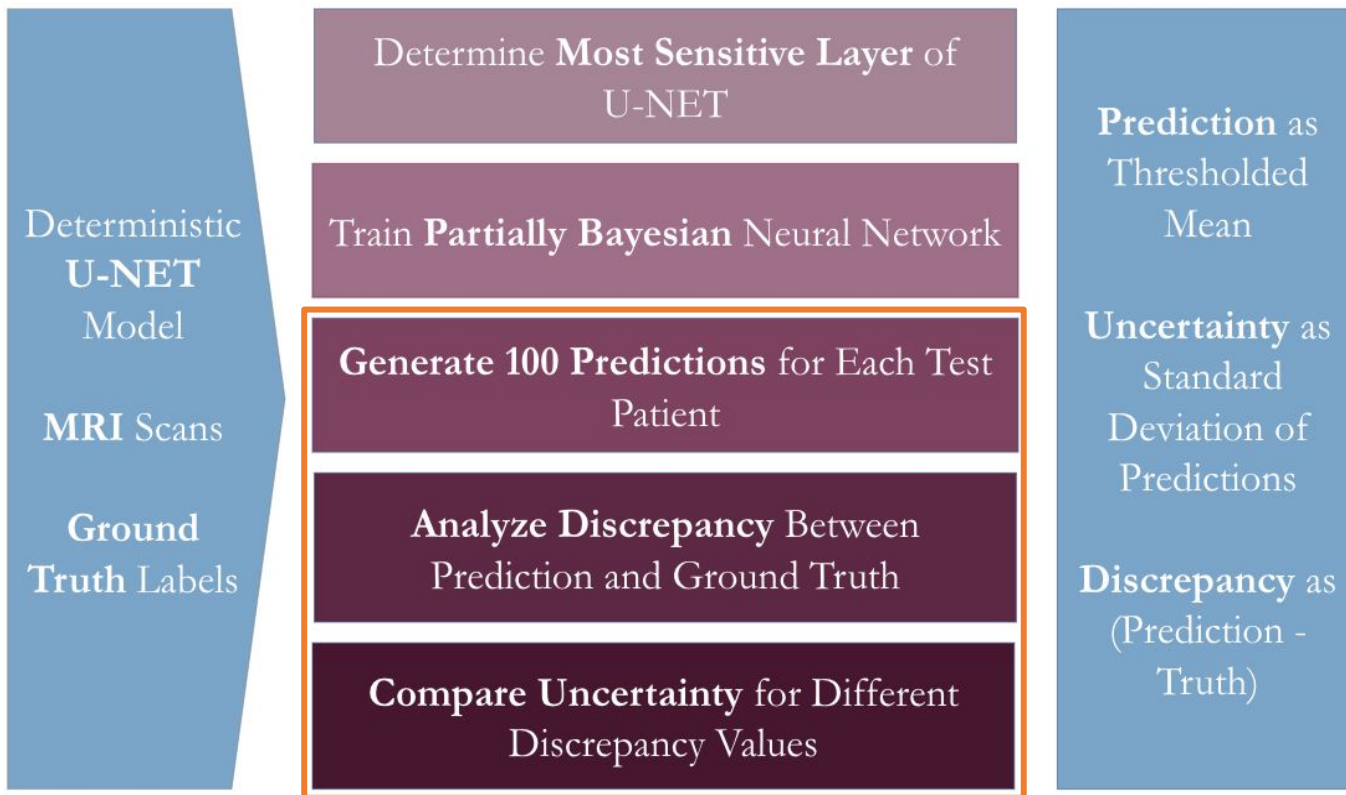 Deterministic
U-NET
Model
MRI Scans
Ground
Truth Labels
Determine Most Sensitive Layer of
U-NET
Train Partially Bayesian Neural Network
Generate 100 Predictions for Each Test
Patient
Analyze Discrepancy Between
Prediction and Ground Truth
Compare Uncertainty for Different
Discrepancy Values
Prediction as
Thresholded
Mean
Uncertainty as
Standard
Deviation of
Predictions
Discrepancy as
(Prediction -
Truth)